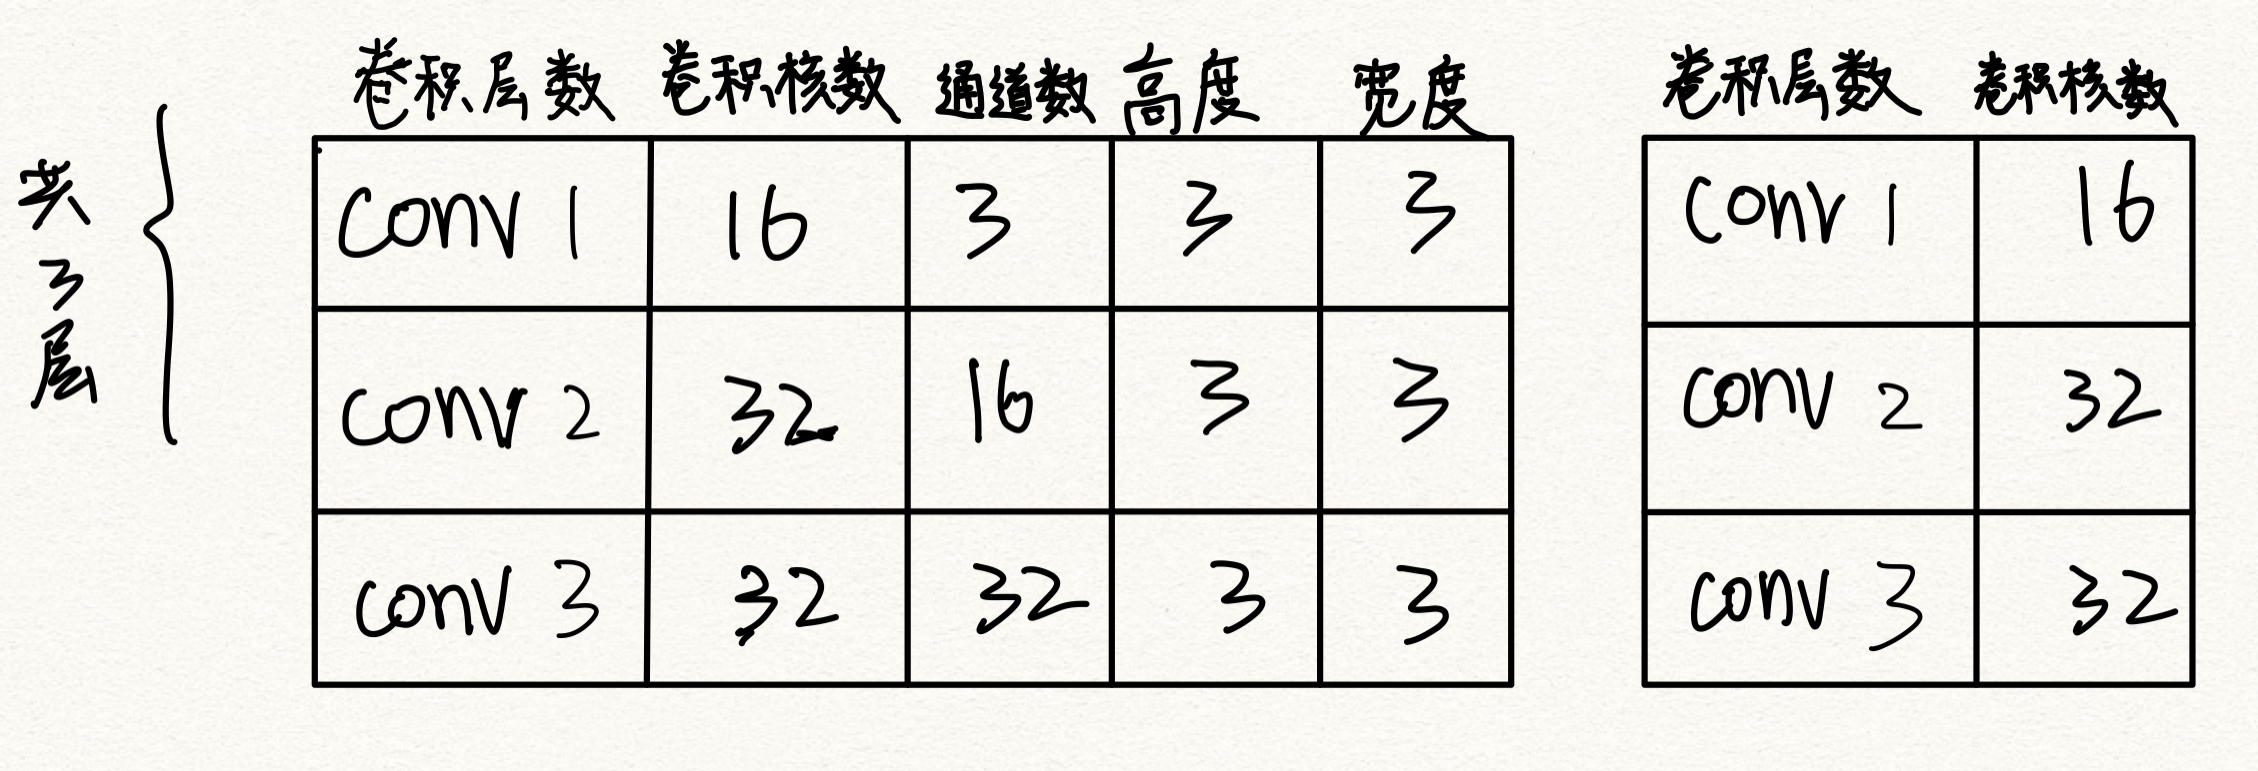 卷积层数 卷积核数 通道数 高度 宽度
共3层
conv 1 16 3 3 3
conv 2 32 16 3 3
conv 3 32 32 3 3
卷积层数 卷积核数
conv 1 16
conv 2 32
conv 3 32